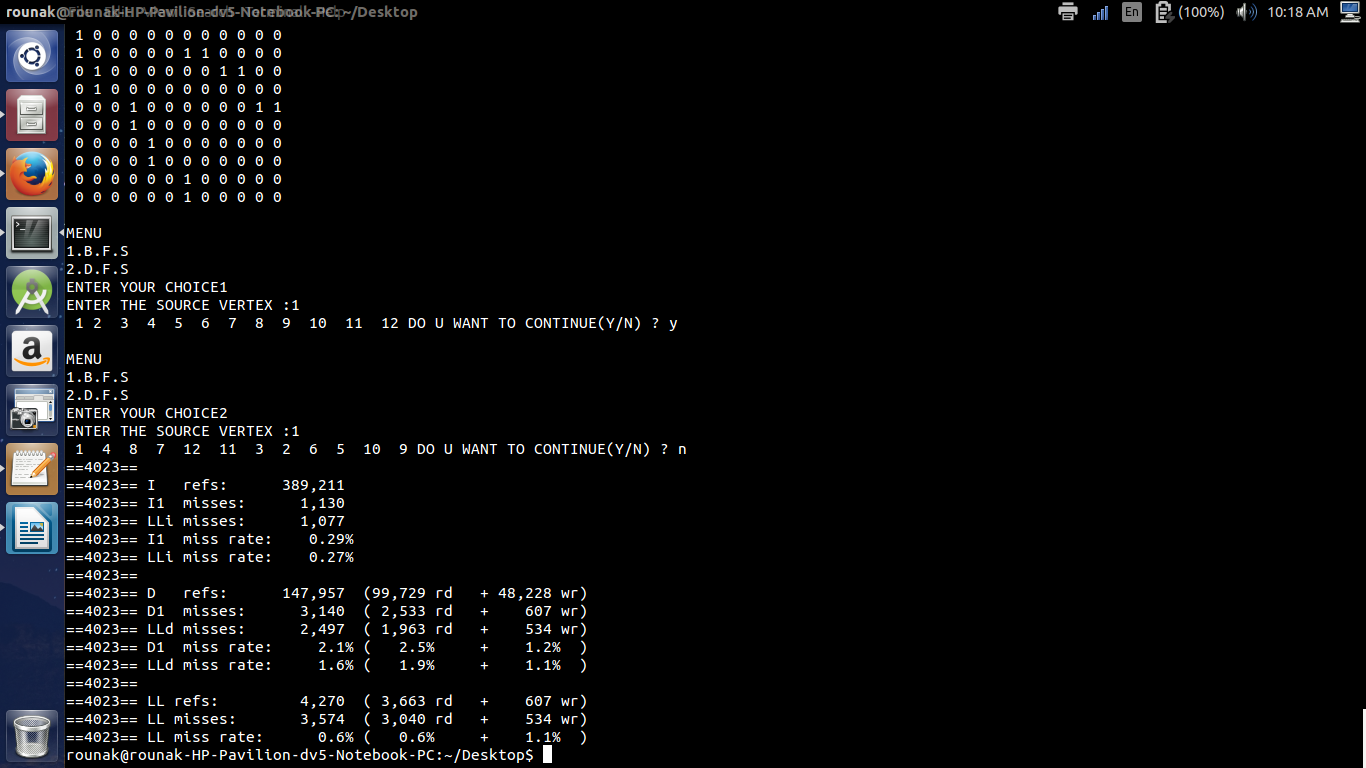 rounak@rounak-HP-Pavilion-dv5-Notebook-PC: ~/Desktop
En (100%) 10:18 AM
1 0 0 0 0 0 0 0 0 0 0 0
1 0 0 0 0 0 1 1 0 0 0 0
0 1 0 0 0 0 0 0 1 1 0 0
0 1 0 0 0 0 0 0 0 0 0 0
0 0 0 1 0 0 0 0 0 0 1 1
0 0 0 1 0 0 0 0 0 0 0 0
0 0 0 0 1 0 0 0 0 0 0 0
0 0 0 0 1 0 0 0 0 0 0 0
0 0 0 0 0 0 1 0 0 0 0 0
0 0 0 0 0 0 1 0 0 0 0 0
MENU
1.B.F.S
2.D.F.S
ENTER YOUR CHOICE1
ENTER THE SOURCE VERTEX :1
1 2 3 4 5 6 7 8 9 10 11 12 DO U WANT TO CONTINUE(Y/N) ? y
MENU
1.B.F.S
2.D.F.S
ENTER YOUR CHOICE2
ENTER THE SOURCE VERTEX :1
1 4 8 7 12 11 3 2 6 5 10 9 DO U WANT TO CONTINUE(Y/N) ? n
==4023==
==4023== I refs: 389,211
==4023== I1 misses: 1,130
==4023== LLi misses: 1,077
==4023== I1 miss rate: 0.29%
==4023== LLi miss rate: 0.27%
==4023==
==4023== D refs: 147,957 (99,729 rd + 48,228 wr)
==4023== D1 misses: 3,140 ( 2,533 rd + 607 wr)
==4023== LLd misses: 2,497 ( 1,963 rd + 534 wr)
==4023== D1 miss rate: 2.1% ( 2.5% + 1.2% )
==4023== LLd miss rate: 1.6% ( 1.9% + 1.1% )
==4023==
==4023== LL refs: 4,270 ( 3,663 rd + 607 wr)
==4023== LL misses: 3,574 ( 3,040 rd + 534 wr)
==4023== LL miss rate: 0.6% ( 0.6% + 1.1% )
rounak@rounak-HP-Pavilion-dv5-Notebook-PC:~/Desktop$